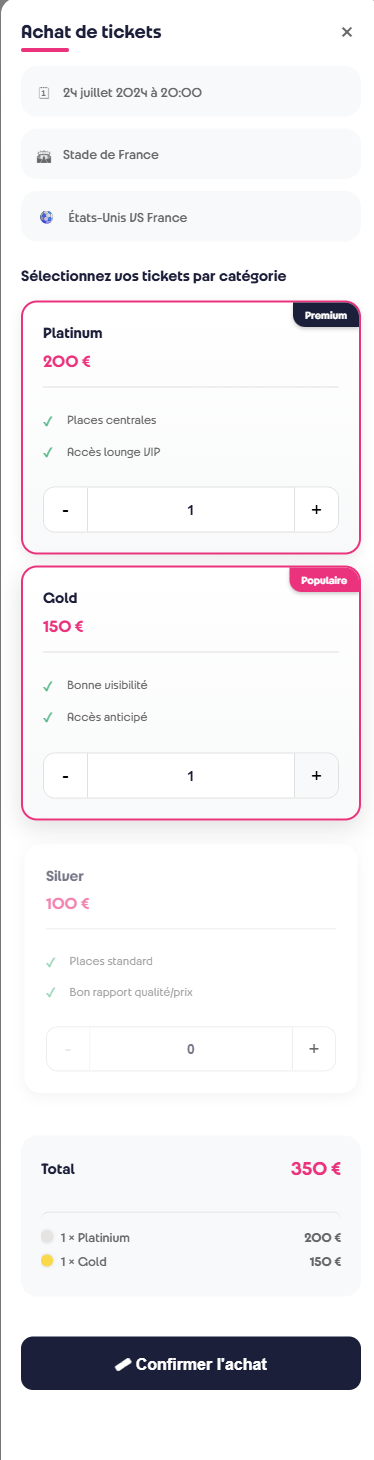 Achat de tickets ×
24 juillet 2024 à 20:00
Stade de France
États-Unis VS France
Sélectionnez vos tickets par catégorie
Premium
Platinum
200 €
✓ Places centrales
✓ Accès lounge VIP
- 1 +
Populaire
Gold
150 €
✓ Bonne visibilité
✓ Accès anticipé
- 1 +
Silver
100 €
✓ Places standard
✓ Bon rapport qualité/prix
- 0 +
Total 350 €
1 × Platinium 200 €
1 × Gold 150 €
Confirmer l'achat